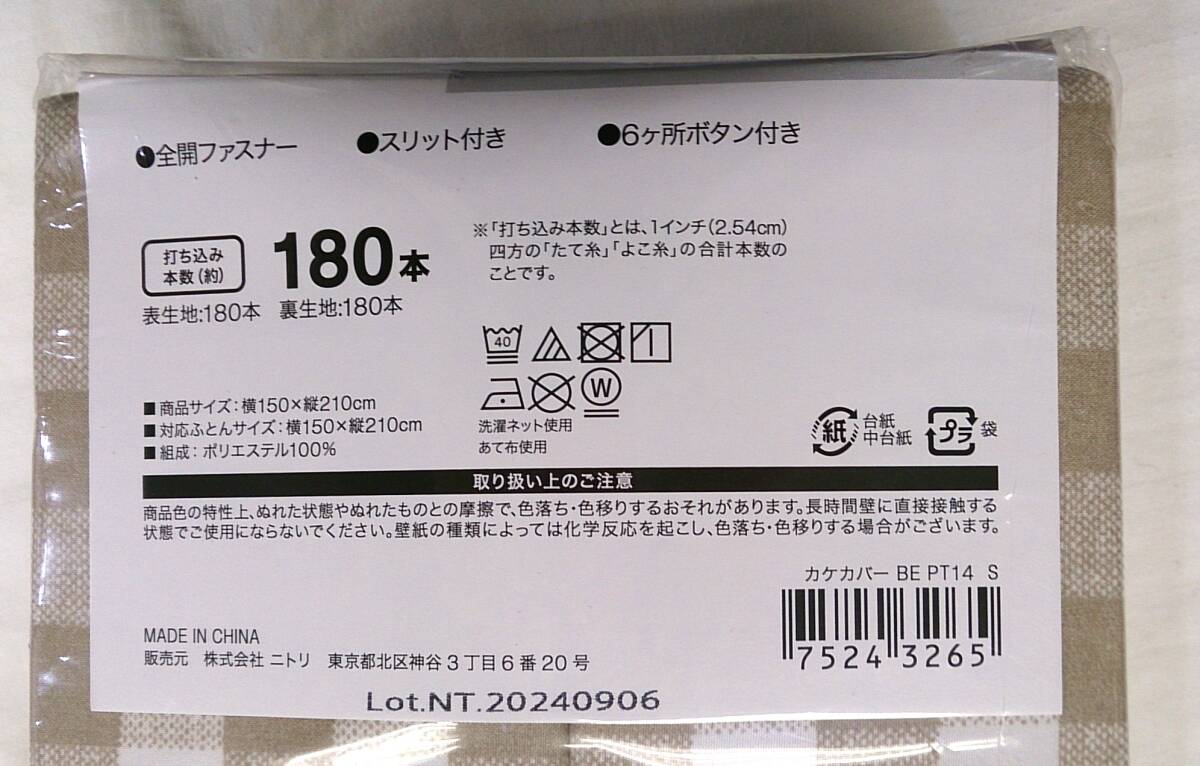 ●全開ファスナー
●スリット付き
●6ヶ所ボタン付き
打ち込み
本数(約)
180本
表生地:180本 裏生地:180本
※「打ち込み本数」とは、1インチ(2.54cm)
四方の「たて糸」「よこ糸」の合計本数の
ことです。
40
W
洗濯ネット使用
あて布使用
■商品サイズ:横150×縦210cm
■対応ふとんサイズ:横150×縦210cm
■組成:ポリエステル100%
紙 台紙
中台紙
プラ 袋
取り扱い上のご注意
商品色の特性上、ぬれた状態やぬれたものとの摩擦で、色落ち・色移りするおそれがあります。長時間壁に直接接触する
状態でご使用にならないでください。壁紙の種類によっては化学反応を起こし、色落ち・色移りする場合がございます。
カケカバー BE PT14 S
7524 3265
MADE IN CHINA
販売元 株式会社 ニトリ 東京都北区神谷3丁目6番20号
Lot.NT.20240906